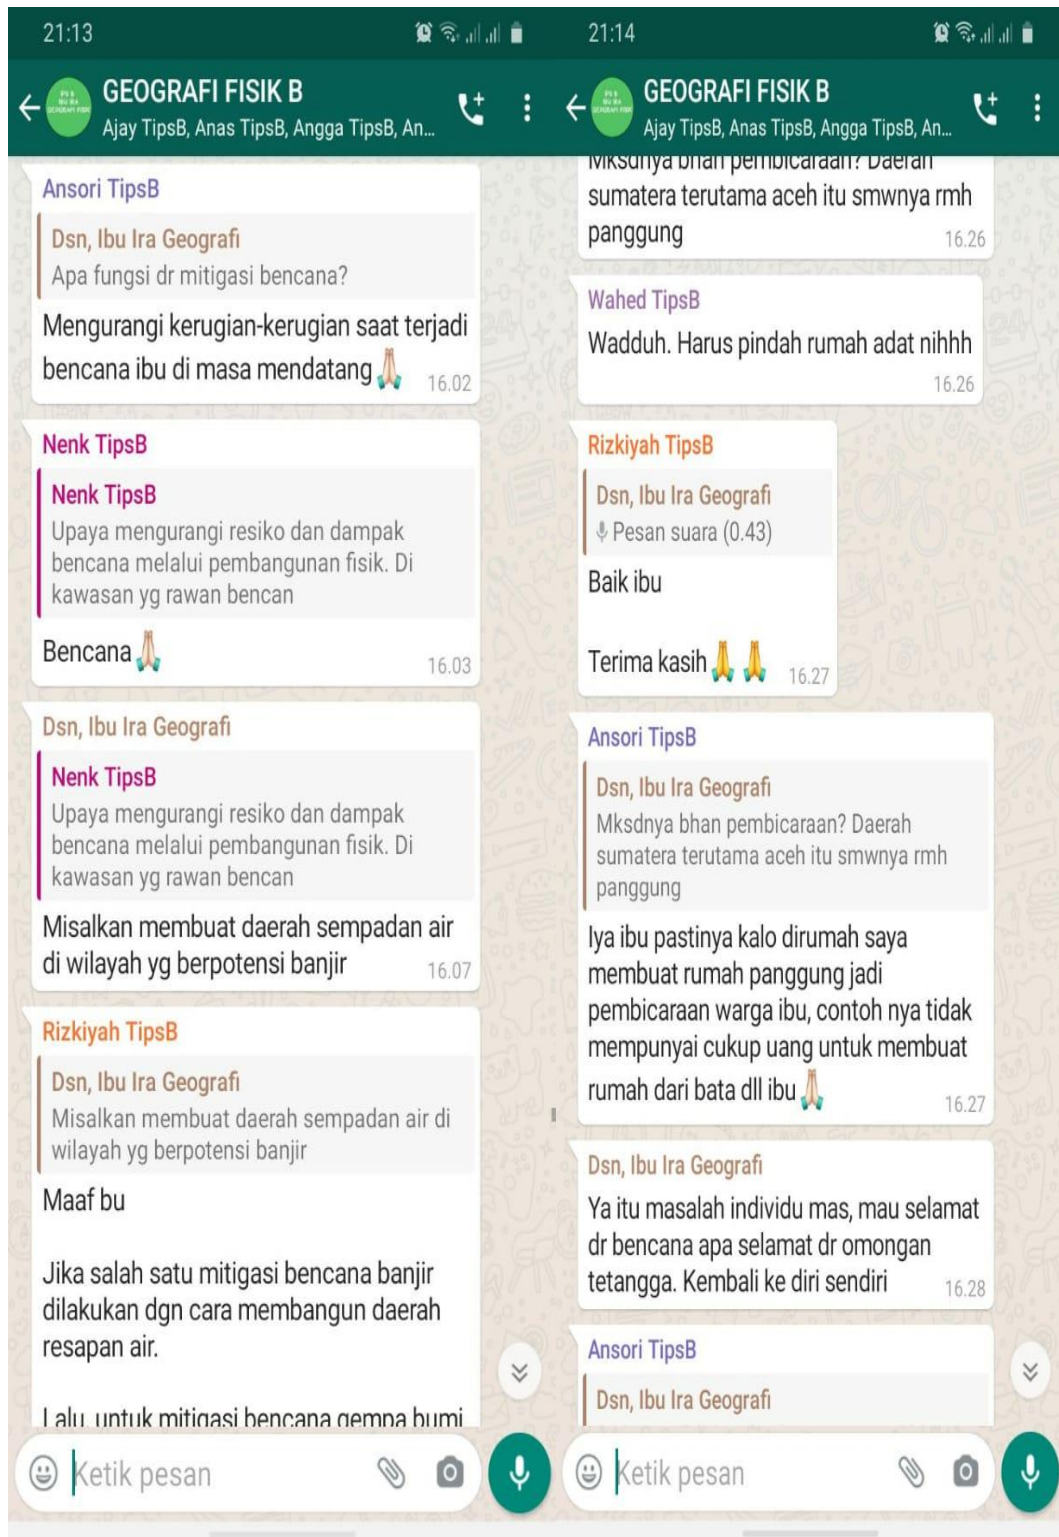 21:13
GEOGRAFI FISIK B
Ajay TipsB, Anas TipsB, Angga TipsB, An...
Ansori TipsB
Dsn, Ibu Ira Geografi
Apa fungsi dr mitigasi bencana?
Mengurangi kerugian-kerugian saat terjadi
bencana ibu di masa mendatang🙏🏻
16.02
Nenk TipsB
Nenk TipsB
Upaya mengurangi resiko dan dampak
bencana melalui pembangunan fisik. Di
kawasan yg rawan bencan
Bencana🙏🏻
16.03
Dsn, Ibu Ira Geografi
Nenk TipsB
Upaya mengurangi resiko dan dampak
bencana melalui pembangunan fisik. Di
kawasan yg rawan bencan
Misalkan membuat daerah sempadan air
di wilayah yg berpotensi banjir
16.07
Rizkiyah TipsB
Dsn, Ibu Ira Geografi
Misalkan membuat daerah sempadan air di
wilayah yg berpotensi banjir
Maaf bu
Jika salah satu mitigasi bencana banjir
dilakukan dgn cara membangun daerah
resapan air.
Lalu, untuk mitigasi bencana gempa bumi
Ketik pesan
21:14
GEOGRAFI FISIK B
Ajay TipsB, Anas TipsB, Angga TipsB, An...
Mksdnya bhan pembicaraan? Daerah
sumatera terutama aceh itu smwnya rmh
panggung
16.26
Wahed TipsB
Wadduh. Harus pindah rumah adat nihhh
16.26
Rizkiyah TipsB
Dsn, Ibu Ira Geografi
Pesan suara (0.43)
Baik ibu
Terima kasih🙏🙏
16.27
Ansori TipsB
Dsn, Ibu Ira Geografi
Mksdnya bhan pembicaraan? Daerah
sumatera terutama aceh itu smwnya rmh
panggung
Iya ibu pastinya kalo dirumah saya
membuat rumah panggung jadi
pembicaraan warga ibu, contoh nya tidak
mempunyai cukup uang untuk membuat
rumah dari bata dll ibu🙏🏻
16.27
Dsn, Ibu Ira Geografi
Ya itu masalah individu mas, mau selamat
dr bencana apa selamat dr omongan
tetangga. Kembali ke diri sendiri
16.28
Ansori TipsB
Dsn, Ibu Ira Geografi
Ketik pesan